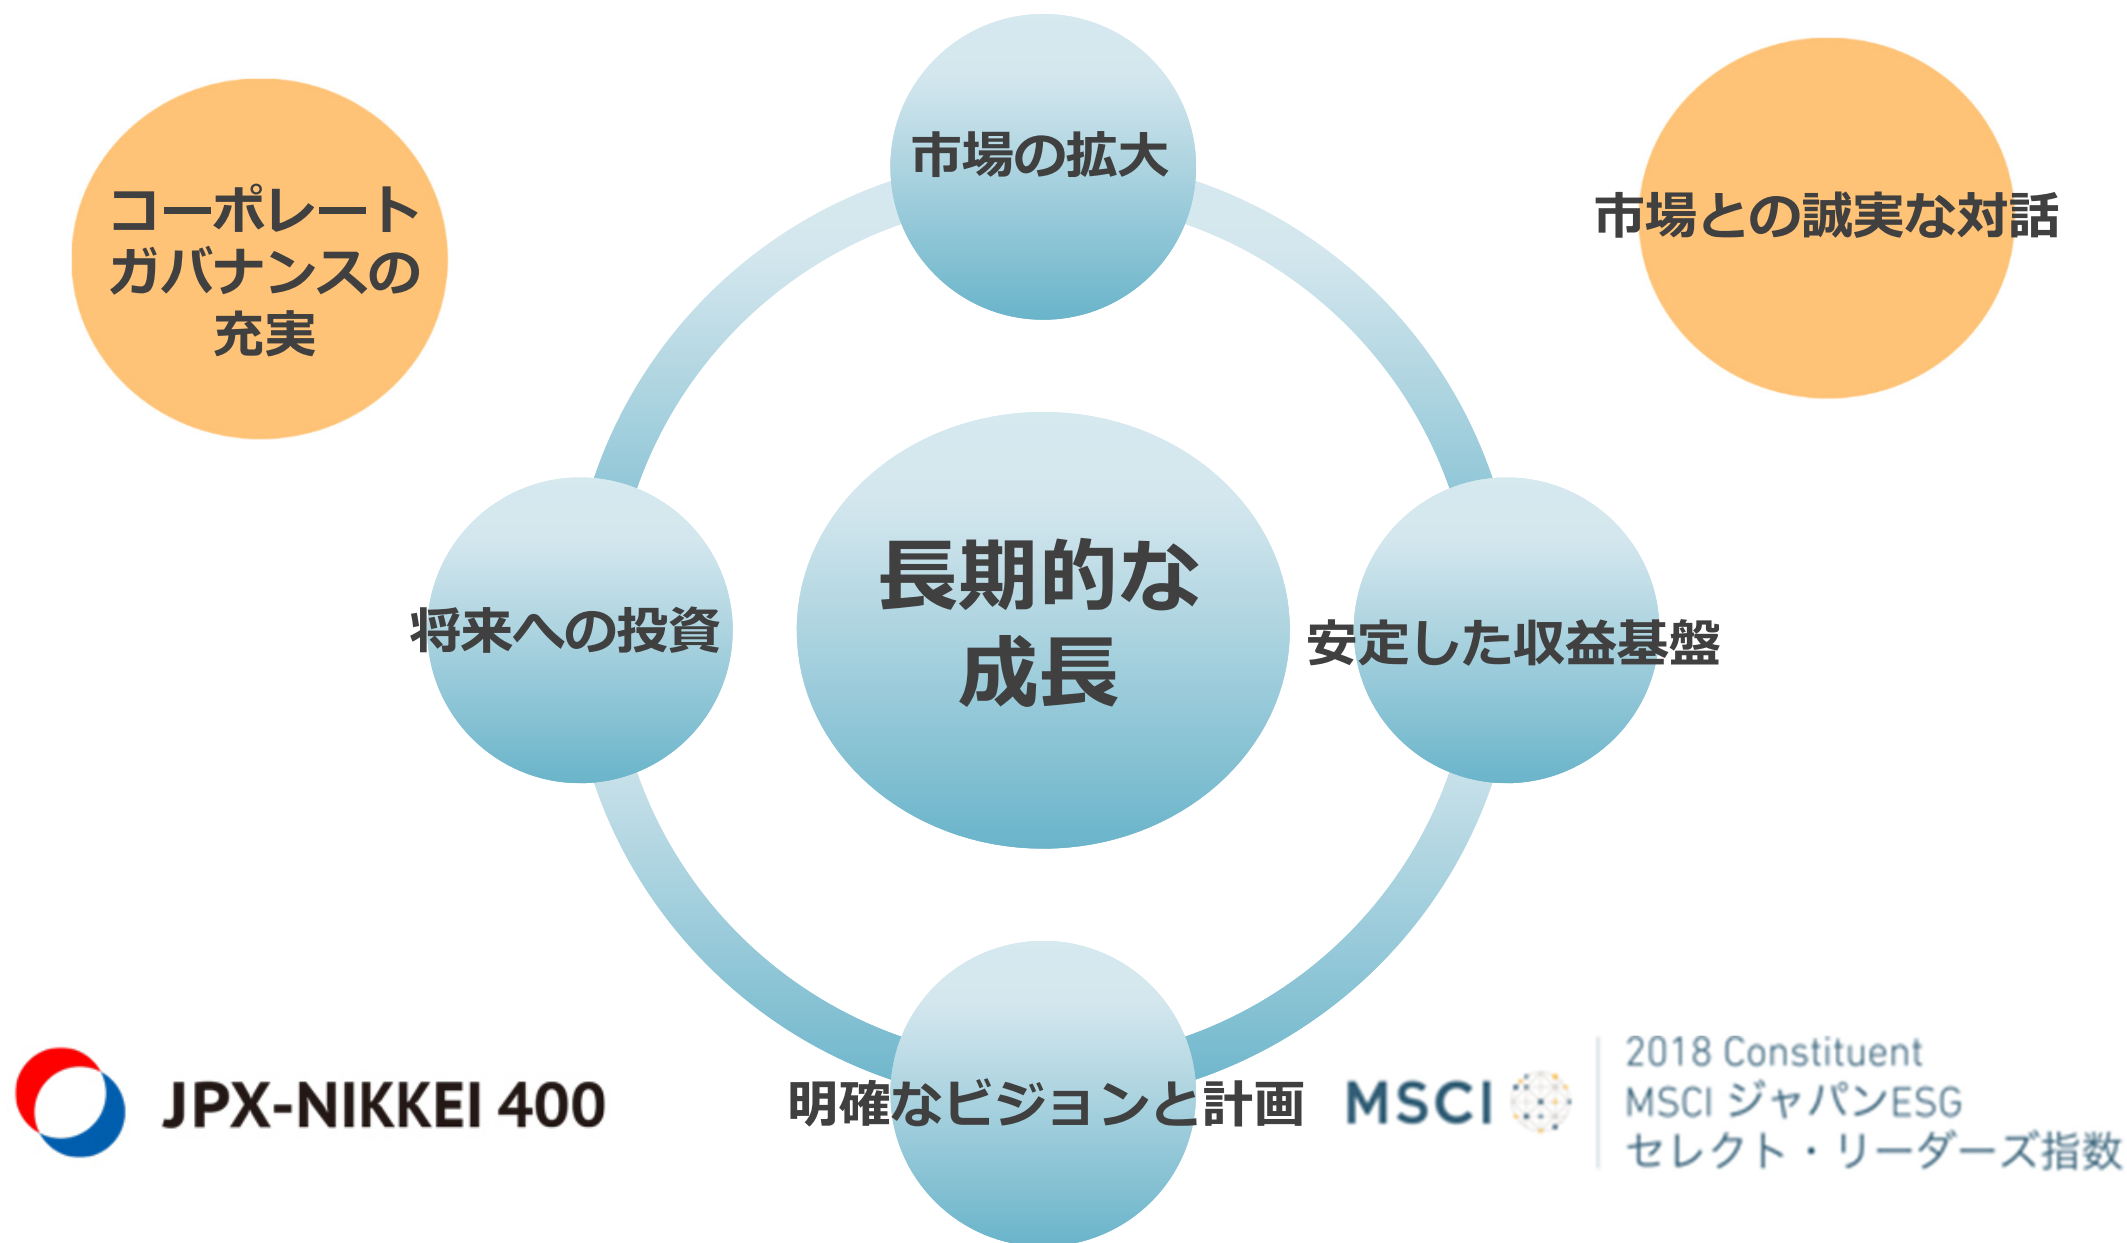 市場の拡大
コーポレート
ガバナンスの
充実
市場との誠実な対話
長期的な
成長
将来への投資
安定した収益基盤
明確なビジョンと計画
JPX-NIKKEI 400
MSCI
2018 Constituent
MSCI ジャパンESG
セレクト・リーダーズ指数